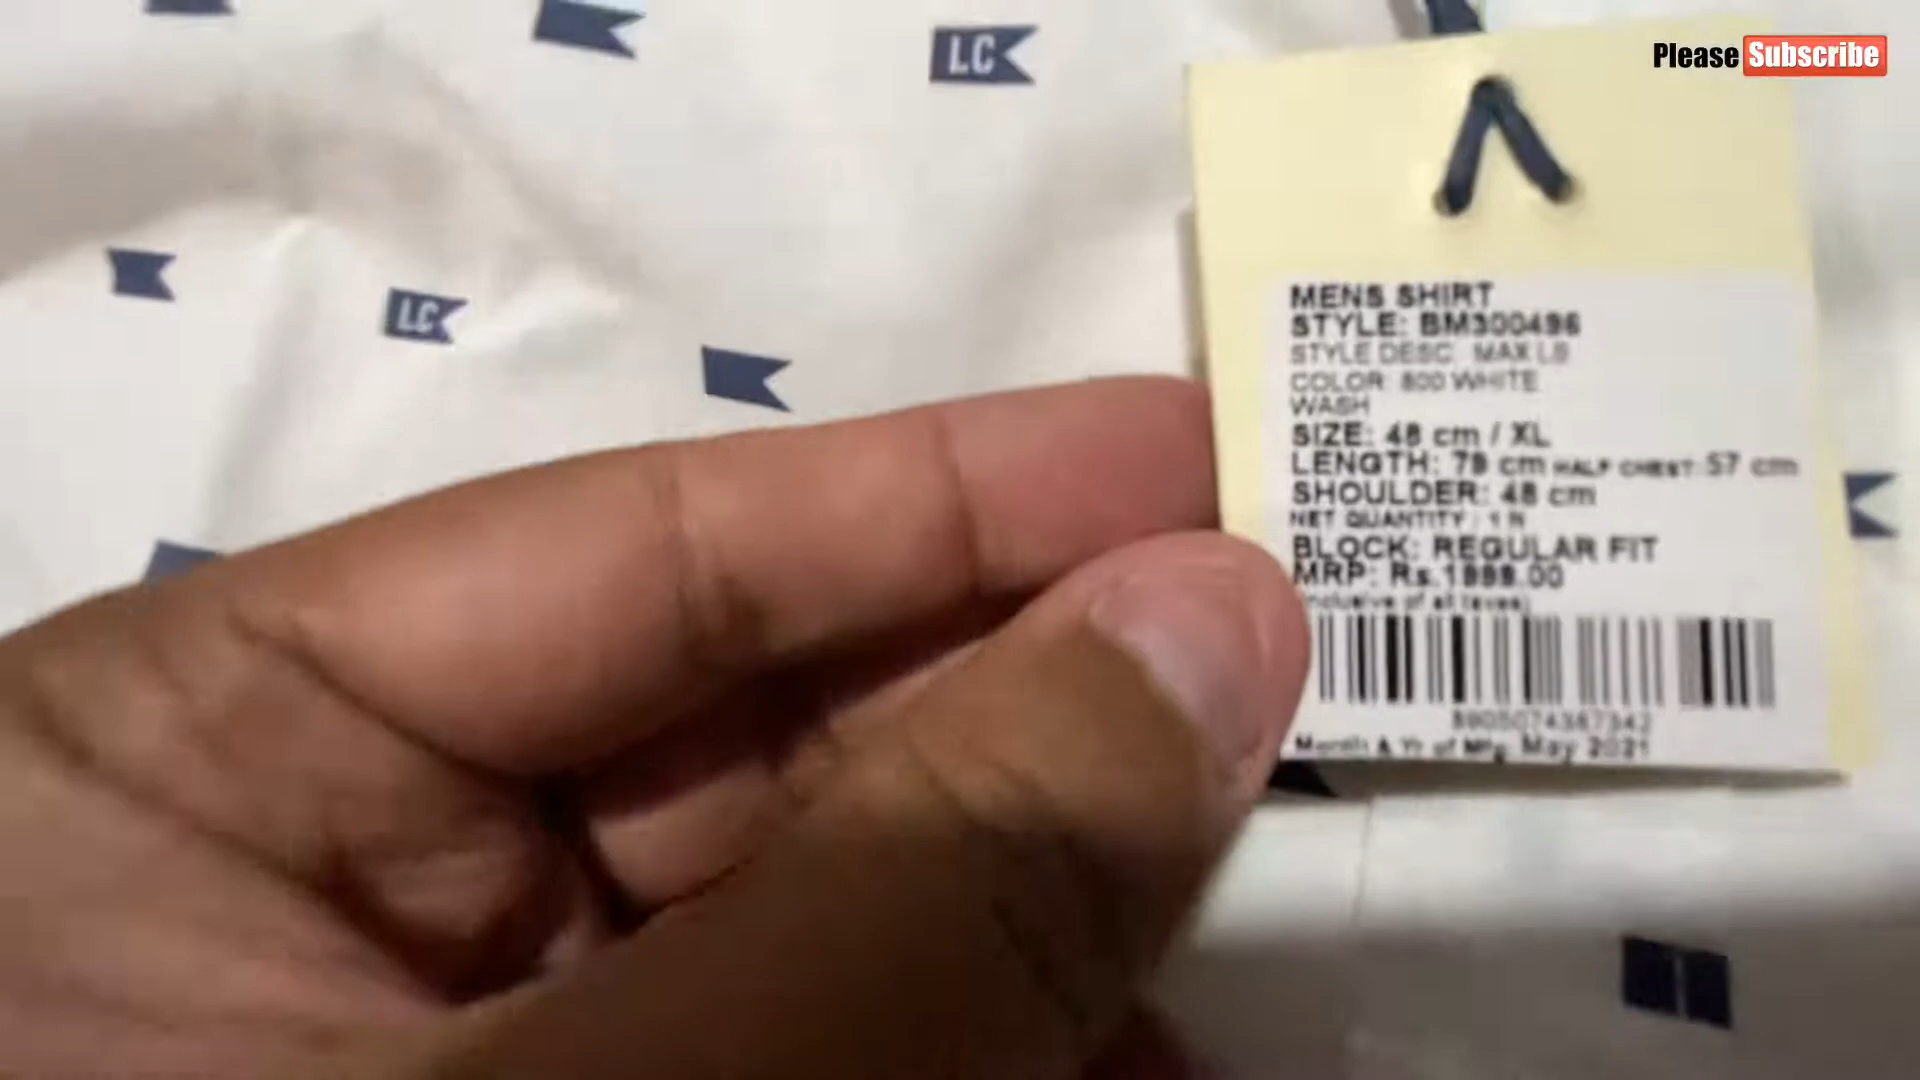 LC
Please Subscribe
LC
MENS SHIRT
STYLE: BM300496
STYLE DESC: MAX LS
COLOR: 800 WHITE
WASH
SIZE: 48 cm / XL
LENGTH: 79 cm HALF CHEST: 57 cm
SHOULDER: 48 cm
NET QUANTITY : 1 N
BLOCK: REGULAR FIT
MRP: Rs.1999.00
inclusive of all taxes)
Month & Yr of Mfg. May 2021